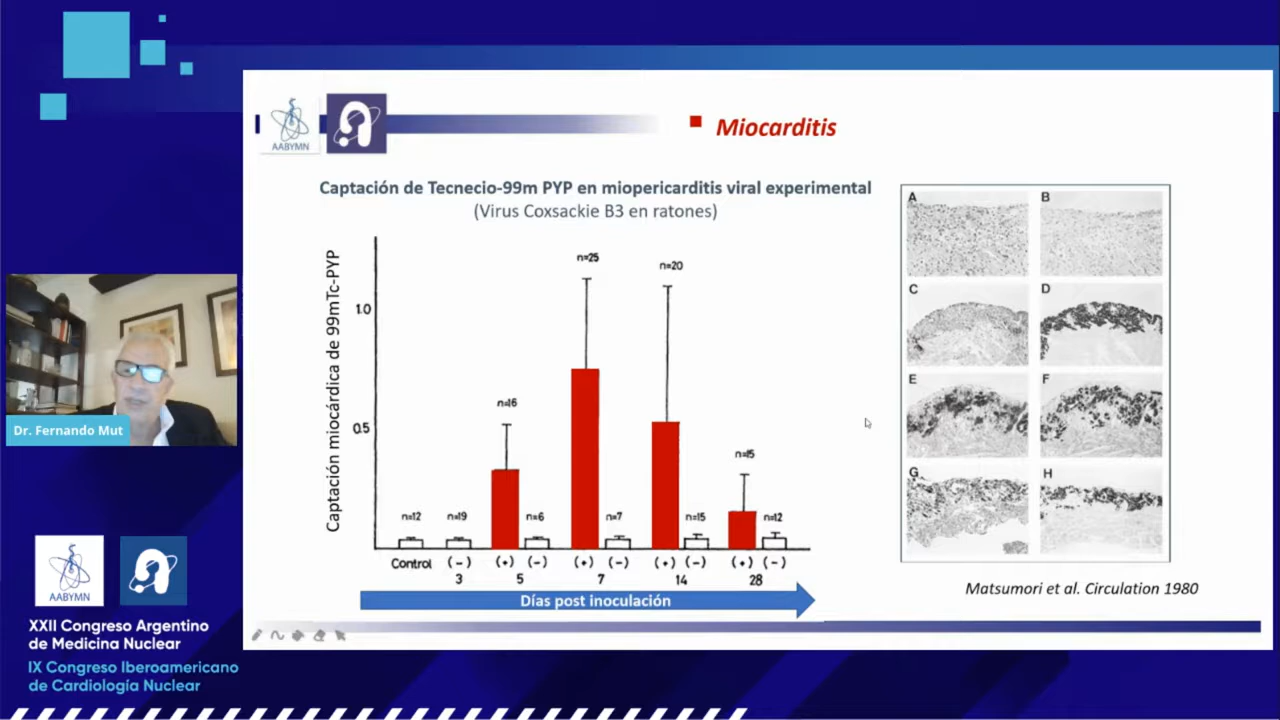 AABYMN
Miocarditis
Captación de Tecnecio-99m PYP en miopericarditis viral experimental
(Virus Coxsackie B3 en ratones)
Captación miocárdica de 99mTc-PYP
1.0
0.5
n=12
n=19
n=16
n=6
n=25
n=7
n=20
n=15
n=15
n=12
Control (-) (+) (-) (+) (-) (+) (-) (+) (-)
3 5 7 14 28
Días post inoculación
A B
C D
E F
G H
Matsumori et al. Circulation 1980
Dr. Fernando Mut
AABYMN
XXII Congreso Argentino
de Medicina Nuclear
IX Congreso Iberoamericano
de Cardiología Nuclear